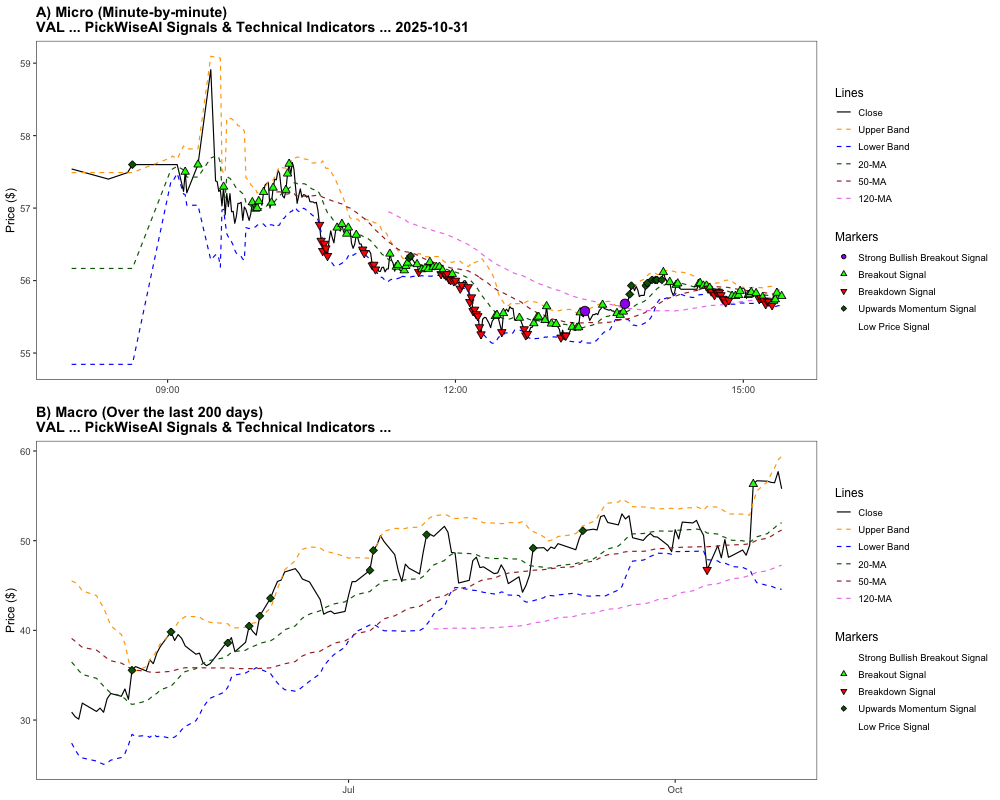 A) Micro (Minute-by-minute)
VAL ... PickWiseAI Signals & Technical Indicators ... 2025-10-31
Price ($)
59
58
57
56
55
09:00
12:00
15:00
Lines
Close
Upper Band
Lower Band
20-MA
50-MA
120-MA
Markers
Strong Bullish Breakout Signal
Breakout Signal
Breakdown Signal
Upwards Momentum Signal
Low Price Signal
B) Macro (Over the last 200 days)
VAL ... PickWiseAI Signals & Technical Indicators ...
Price ($)
60
50
40
30
Jul
Oct
Lines
Close
Upper Band
Lower Band
20-MA
50-MA
120-MA
Markers
Strong Bullish Breakout Signal
Breakout Signal
Breakdown Signal
Upwards Momentum Signal
Low Price Signal